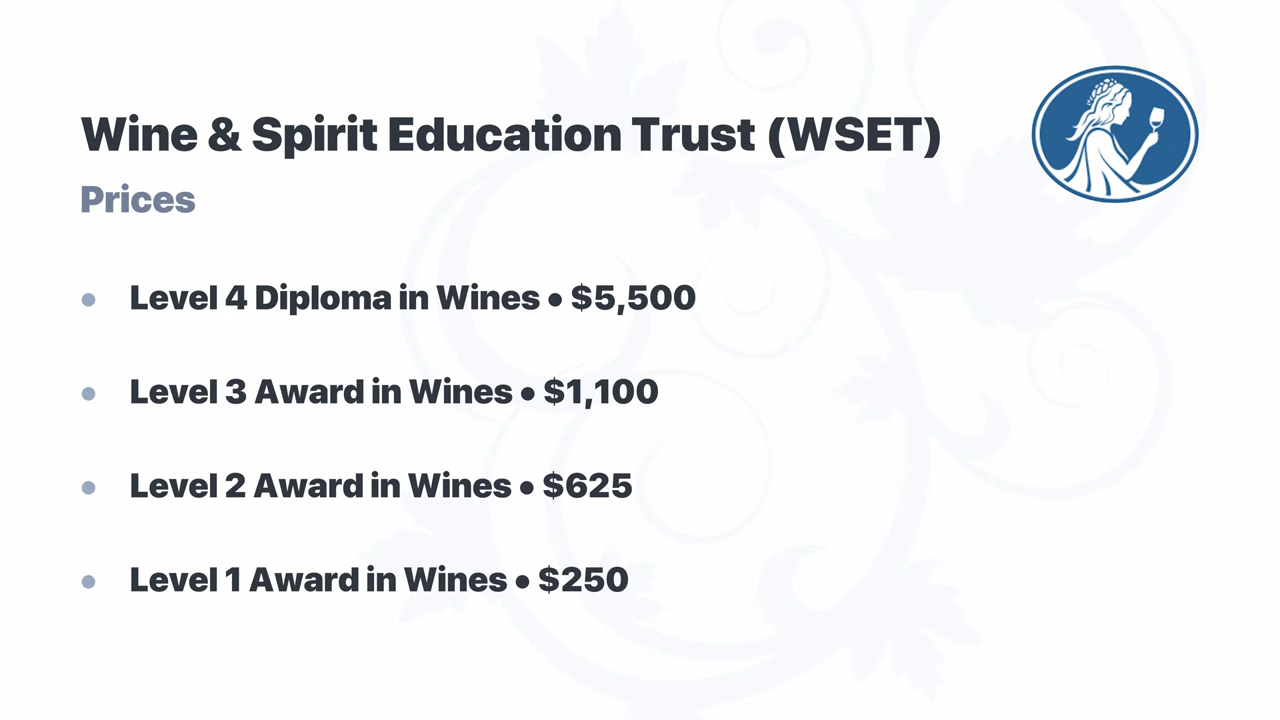 Wine & Spirit Education Trust (WSET)
Prices
• Level 4 Diploma in Wines • $5,500
• Level 3 Award in Wines • $1,100
• Level 2 Award in Wines • $625
• Level 1 Award in Wines • $250